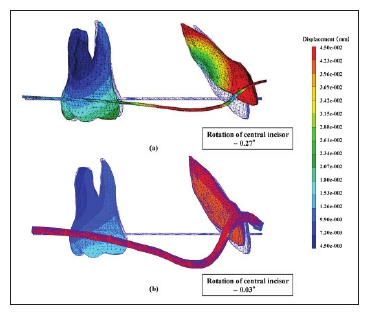 Displacement (mm)
4.50e-002
4.23e-002
3.96e-002
3.69e-002
3.42e-002
3.15e-002
2.88e-002
2.61e-002
2.34e-002
2.07e-002
1.80e-002
1.53e-002
1.26e-002
9.90e-003
7.20e-003
4.50e-003
Rotation of central incisor
– 0.27°
(a)
Rotation of central incisor
– 0.03°
(b)